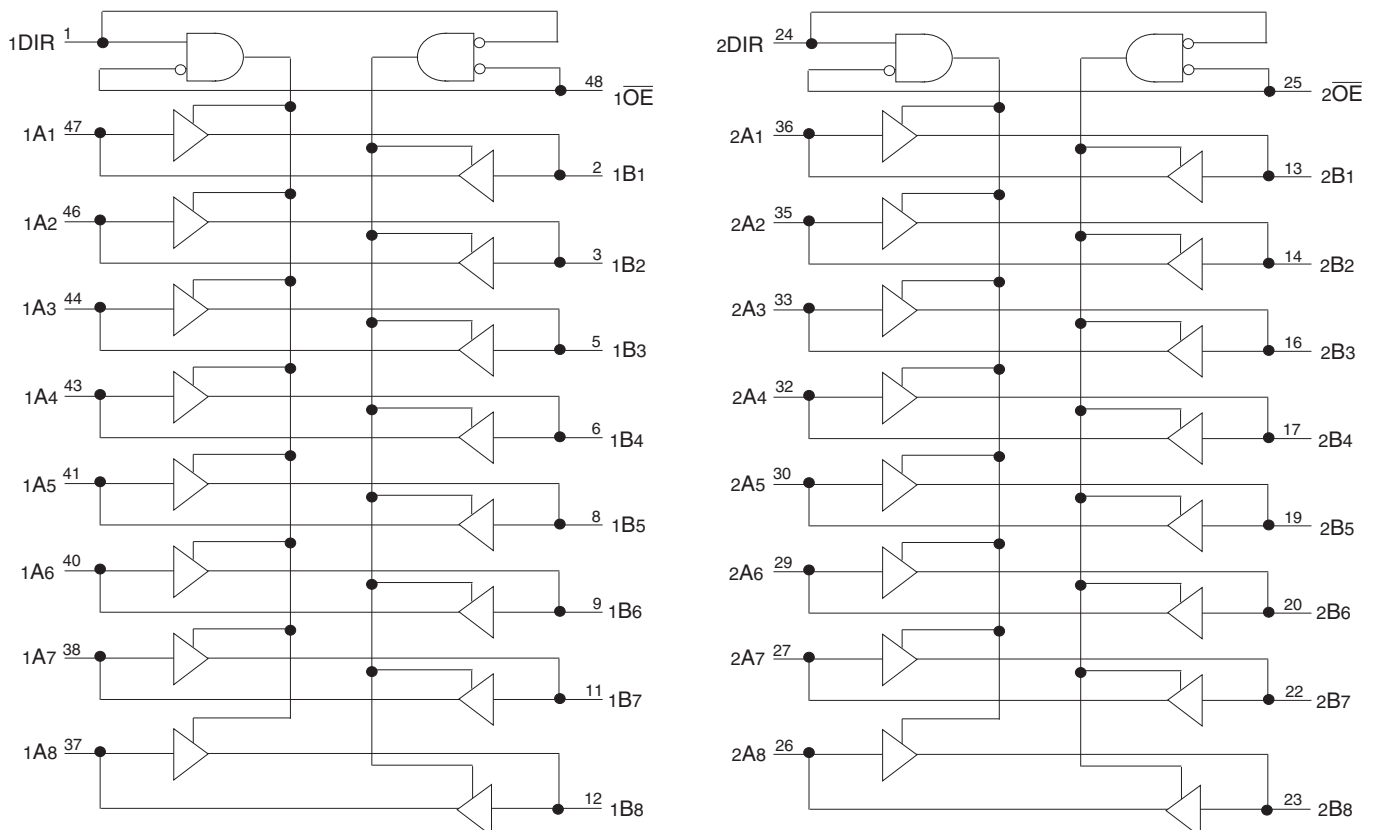 1DIR 1
48 1OE
1A1 47
2 1B1
1A2 46
3 1B2
1A3 44
5 1B3
1A4 43
6 1B4
1A5 41
8 1B5
1A6 40
9 1B6
1A7 38
11 1B7
1A8 37
12 1B8
2DIR 24
25 2OE
2A1 36
13 2B1
2A2 35
14 2B2
2A3 33
16 2B3
2A4 32
17 2B4
2A5 30
19 2B5
2A6 29
20 2B6
2A7 27
22 2B7
2A8 26
23 2B8